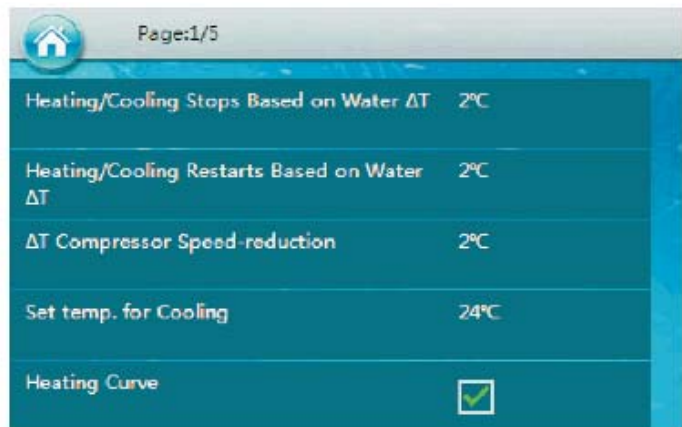 Page:1/5
Heating/Cooling Stops Based on Water ΔT 2℃
Heating/Cooling Restarts Based on Water 2℃
ΔT
ΔT Compressor Speed-reduction 2℃
Set temp. for Cooling 24℃
Heating Curve